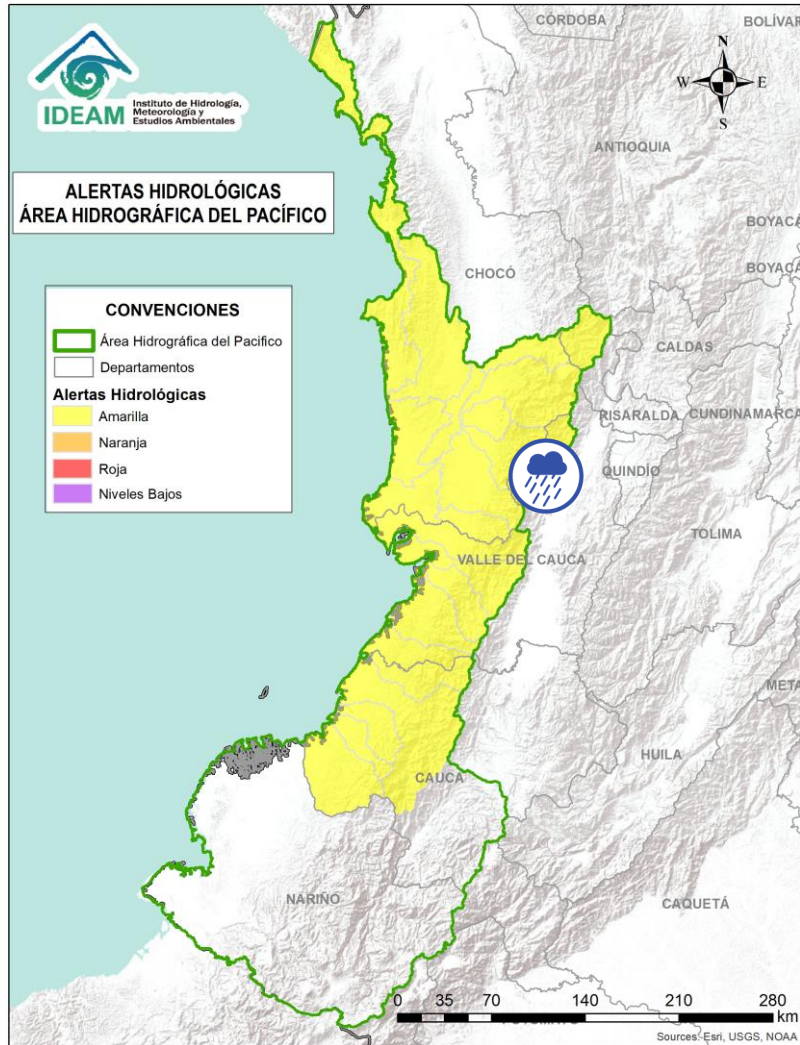 CÓRDOBA
BOLÍVAR
IDEAM
Instituto de Hidrología,
Meteorología y
Estudios Ambientales
N
W E
S
ANTIOQUIA
ALERTAS HIDROLÓGICAS
ÁREA HIDROGRÁFICA DEL PACÍFICO
BOYACÁ
CHOCÓ
BOYACÁ
CONVENCIONES
Área Hidrográfica del Pacifico
Departamentos
Alertas Hidrológicas
Amarilla
Naranja
Roja
Niveles Bajos
CALDAS
RISARALDA
CUNDINAMARCA
QUINDÍO
TOLIMA
VALLE DEL CAUCA
META
HUILA
CAUCA
NARIÑO
CAQUETÁ
0 35 70 140 210 280
km
Sources: Esri, USGS, NOAA